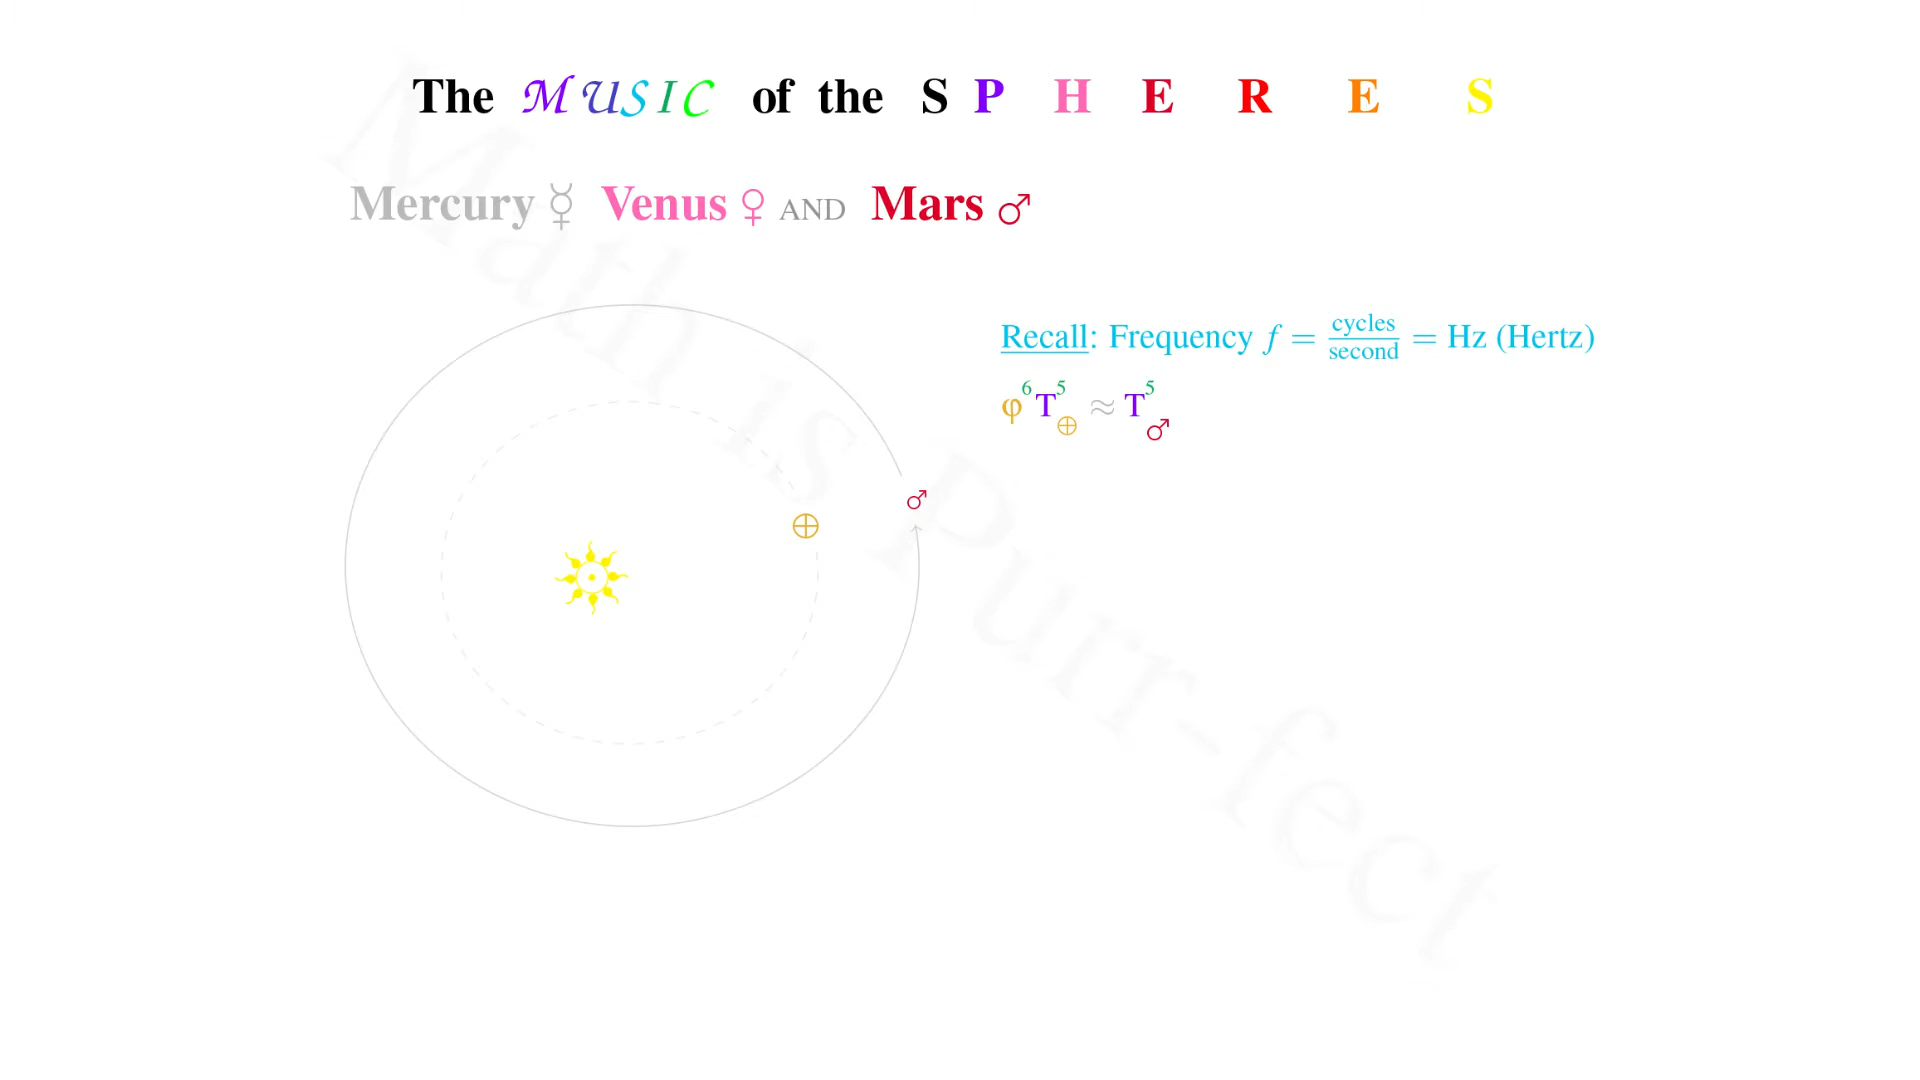 The MUSIC of the SPHERES
Mercury ☿ Venus ♀ AND Mars ♂
Recall: Frequency f = cycles/second = Hz (Hertz)
φ⁶T⁵⊕ ≈ T⁵♂
♂
⊕
Math is Purr-fect